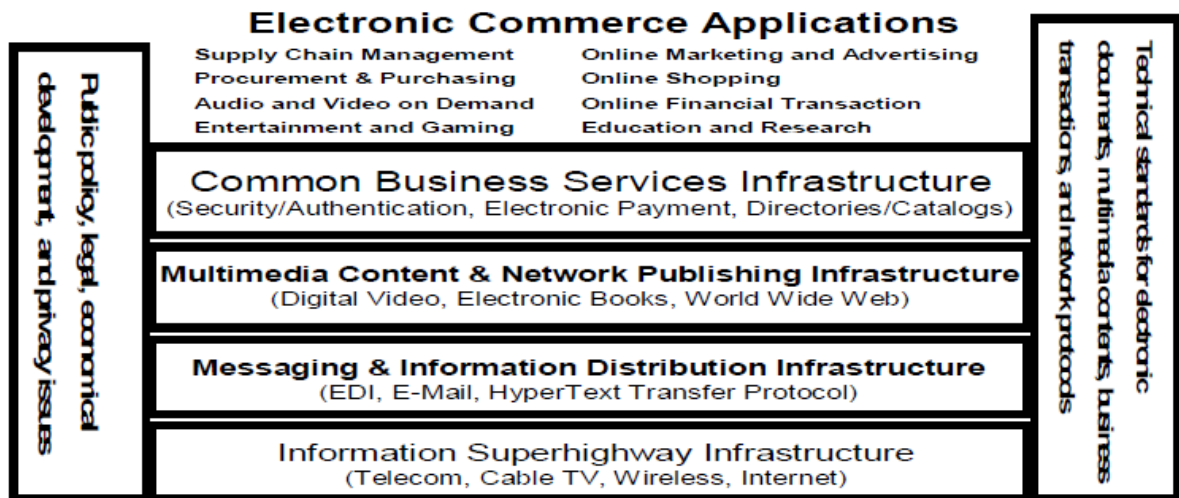 Electronic Commerce Applications
Supply Chain Management
Procurement & Purchasing
Audio and Video on Demand
Entertainment and Gaming
Online Marketing and Advertising
Online Shopping
Online Financial Transaction
Education and Research
Public policy, legal, economical
development, and privacy issues
Common Business Services Infrastructure
(Security/Authentication, Electronic Payment, Directories/Catalogs)
Multimedia Content & Network Publishing Infrastructure
(Digital Video, Electronic Books, World Wide Web)
Messaging & Information Distribution Infrastructure
(EDI, E-Mail, HyperText Transfer Protocol)
Information Superhighway Infrastructure
(Telecom, Cable TV, Wireless, Internet)
Technical standards for electronic
documents, multimedia contents, business
transactions, and network protocols